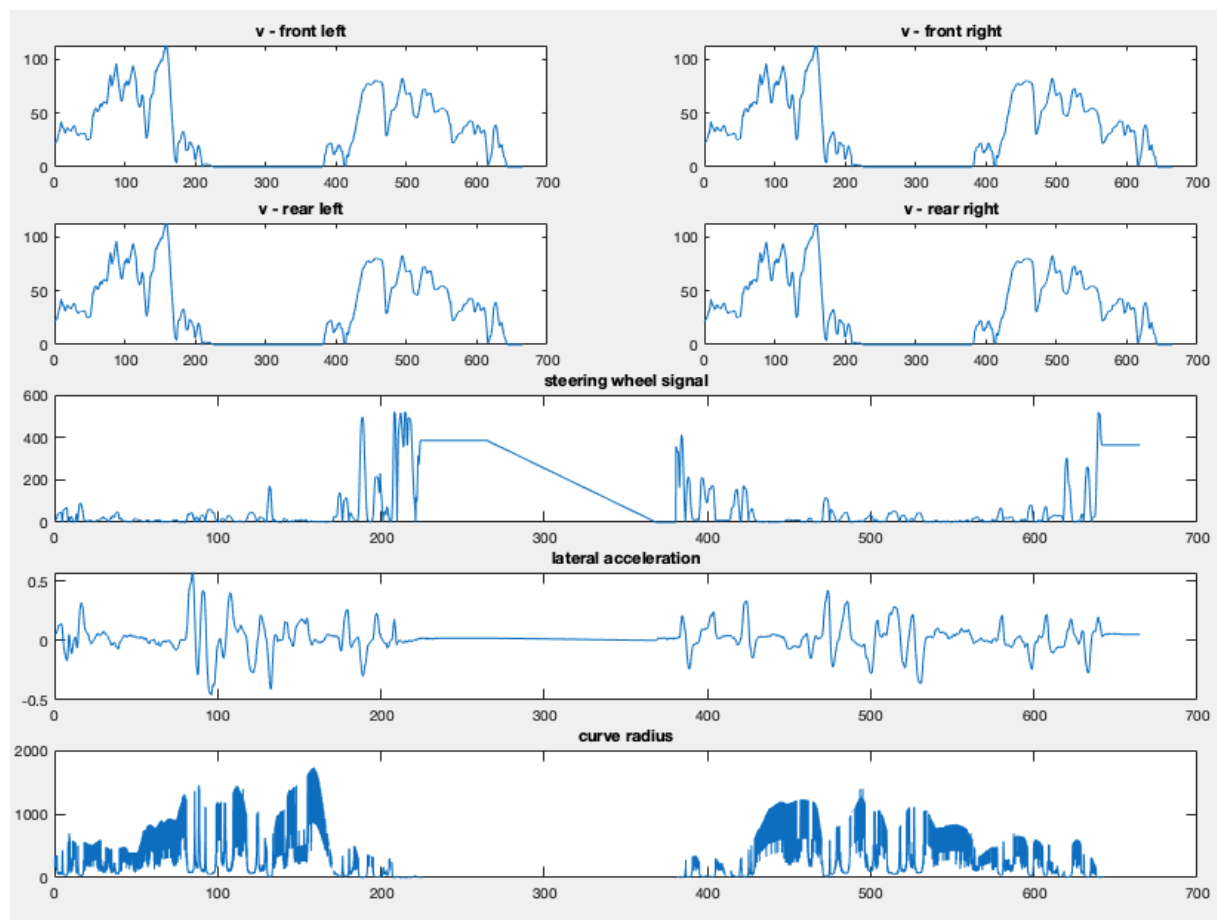 v - front left
v - front right
100
50
0
0 100 200 300 400 500 600 700
100
50
0
0 100 200 300 400 500 600 700
v - rear left
v - rear right
100
50
0
0 100 200 300 400 500 600 700
100
50
0
0 100 200 300 400 500 600 700
steering wheel signal
600
400
200
0
0 100 200 300 400 500 600 700
lateral acceleration
0.5
0
-0.5
0 100 200 300 400 500 600 700
curve radius
2000
1000
0
0 100 200 300 400 500 600 700